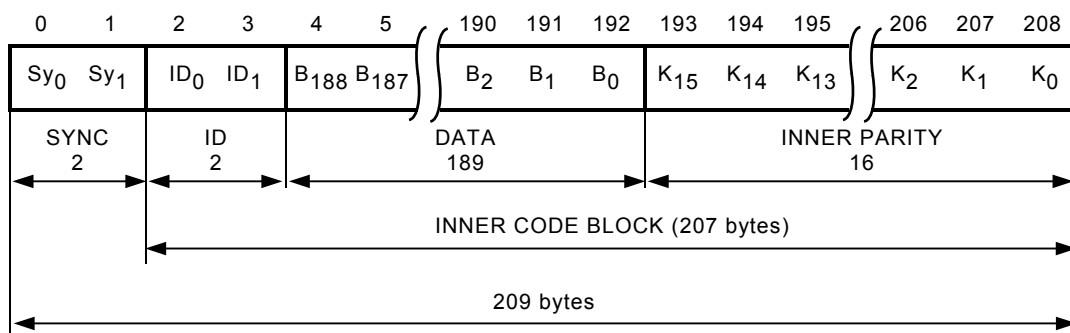 0 1 2 3 4 5 190 191 192 193 194 195 206 207 208
Sy0 Sy1 ID0 ID1 B188 B187 B2 B1 B0 K15 K14 K13 K2 K1 K0
SYNC ID DATA INNER PARITY
2 2 189 16
INNER CODE BLOCK (207 bytes)
209 bytes